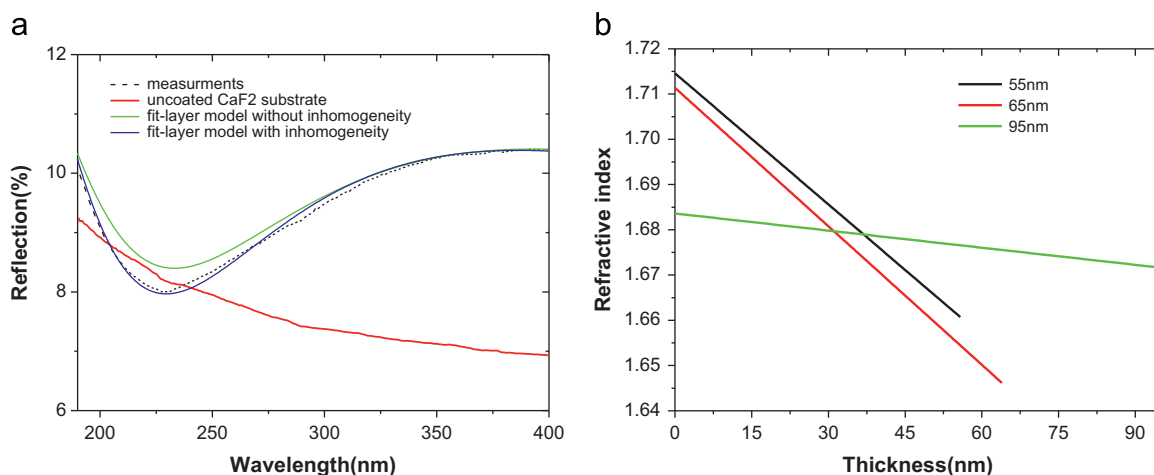 a
12
10
8
6
Reflection(%)
measurments
uncoated CaF2 substrate
fit-layer model without inhomogeneity
fit-layer model with inhomogeneity
200 250 300 350 400
Wavelength(nm)
b
1.72
1.71
1.70
1.69
1.68
1.67
1.66
1.65
1.64
Refractive index
55nm
65nm
95nm
0 15 30 45 60 75 90
Thickness(nm)